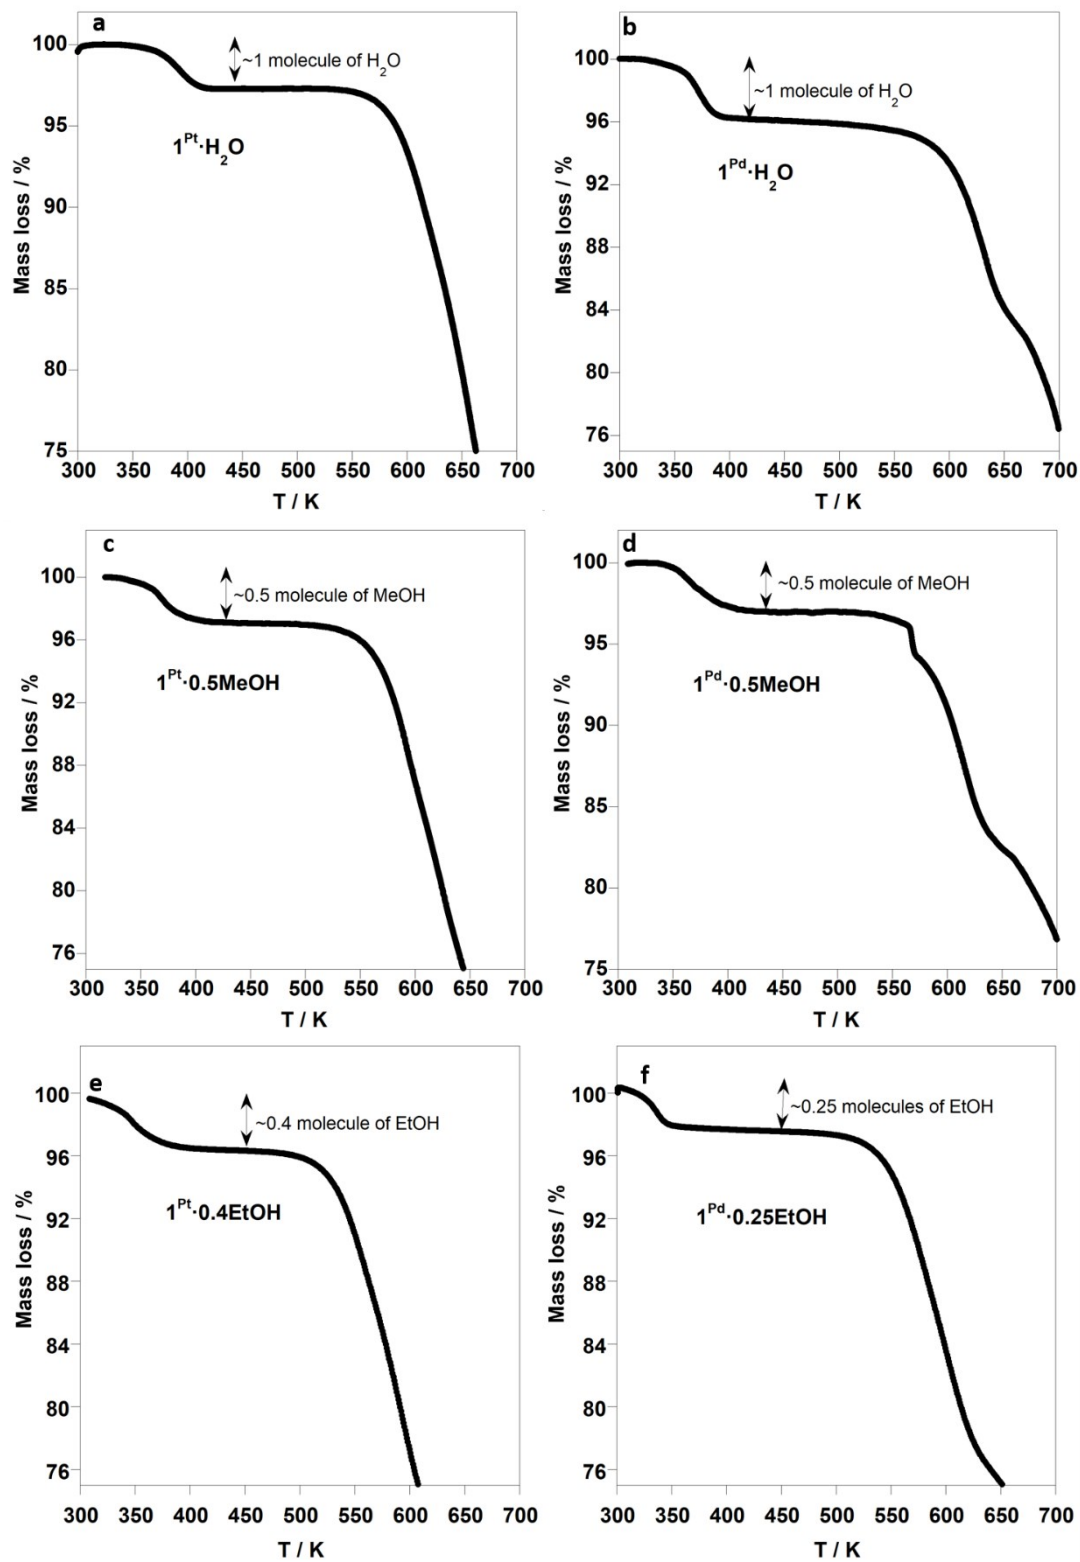 a
100
95
90
85
80
75
Mass loss / %
~1 molecule of H₂O
1ᴾᵗ·H₂O
300 350 400 450 500 550 600 650 700
T / K
b
100
96
92
88
84
80
76
Mass loss / %
~1 molecule of H₂O
1ᴾᵈ·H₂O
300 400 500 600 700
T / K
c
100
96
92
88
84
80
76
Mass loss / %
~0.5 molecule of MeOH
1ᴾᵗ·0.5MeOH
300 350 400 450 500 550 600 650 700
T / K
d
100
95
90
85
80
75
Mass loss / %
~0.5 molecule of MeOH
1ᴾᵈ·0.5MeOH
300 350 400 450 500 550 600 650 700
T / K
e
100
96
92
88
84
80
76
Mass loss / %
~0.4 molecule of EtOH
1ᴾᵗ·0.4EtOH
300 350 400 450 500 550 600 650 700
T / K
f
100
96
92
88
84
80
76
Mass loss / %
~0.25 molecules of EtOH
1ᴾᵈ·0.25EtOH
300 350 400 450 500 550 600 650 700
T / K